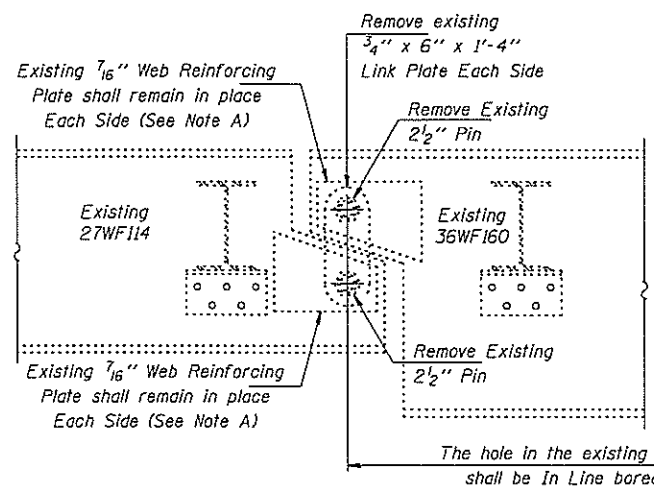 Remove existing
3/4" x 6" x 1'-4"
Link Plate Each Side
Existing 7/16" Web Reinforcing
Plate shall remain in place
Each Side (See Note A)
Remove Existing
2 1/2" Pin
Existing
27WF114
Existing
36WF160
Remove Existing
2 1/2" Pin
Existing 7/16" Web Reinforcing
Plate shall remain in place
Each Side (See Note A)
The hole in the existing
shall be In Line bored